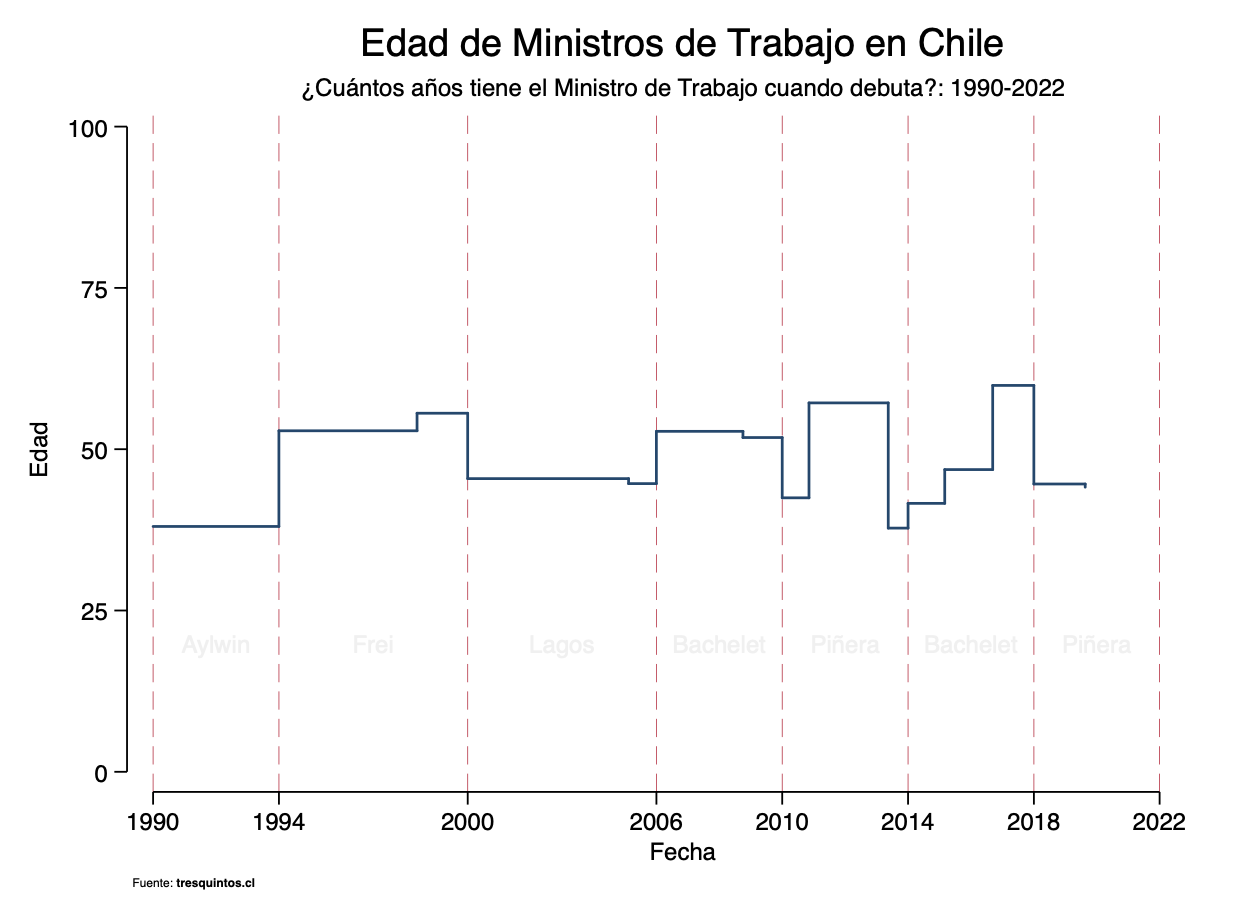 Edad de Ministros de Trabajo en Chile
¿Cuántos años tiene el Ministro de Trabajo cuando debuta?: 1990-2022
100
75
50
25
0
Edad
Aylwin Frei Lagos Bachelet Piñera Bachelet Piñera
1990 1994 2000 2006 2010 2014 2018 2022
Fecha
Fuente: tresquintos.cl